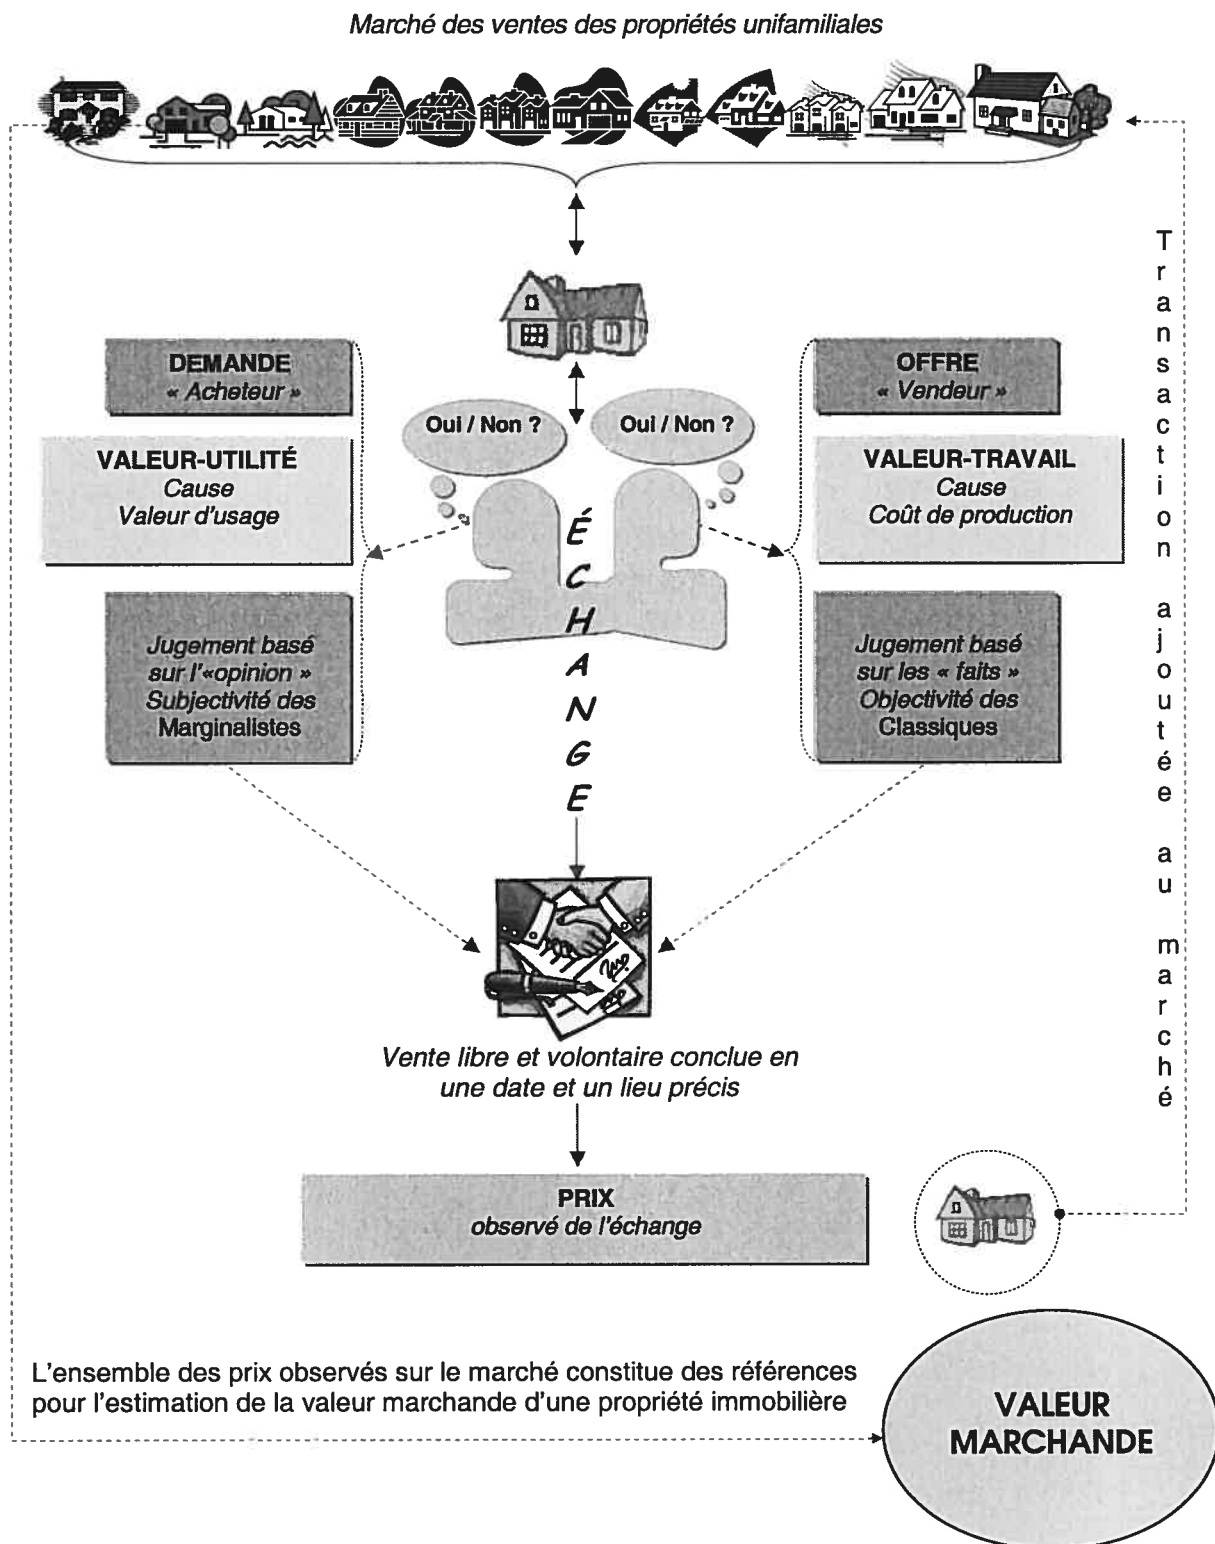 Marché des ventes des propriétés unifamiliales
DEMANDE
« Acheteur »
OFFRE
« Vendeur »
Oui / Non ?
Oui / Non ?
VALEUR-UTILITÉ
Cause
Valeur d'usage
VALEUR-TRAVAIL
Cause
Coût de production
ÉCHANGE
Jugement basé
sur l'«opinion »
Subjectivité des
Marginalistes
Jugement basé
sur les « faits »
Objectivité des
Classiques
Transaction ajoutée au marché
Vente libre et volontaire conclue en
une date et un lieu précis
PRIX
observé de l'échange
L'ensemble des prix observés sur le marché constitue des références
pour l'estimation de la valeur marchande d'une propriété immobilière
VALEUR
MARCHANDE